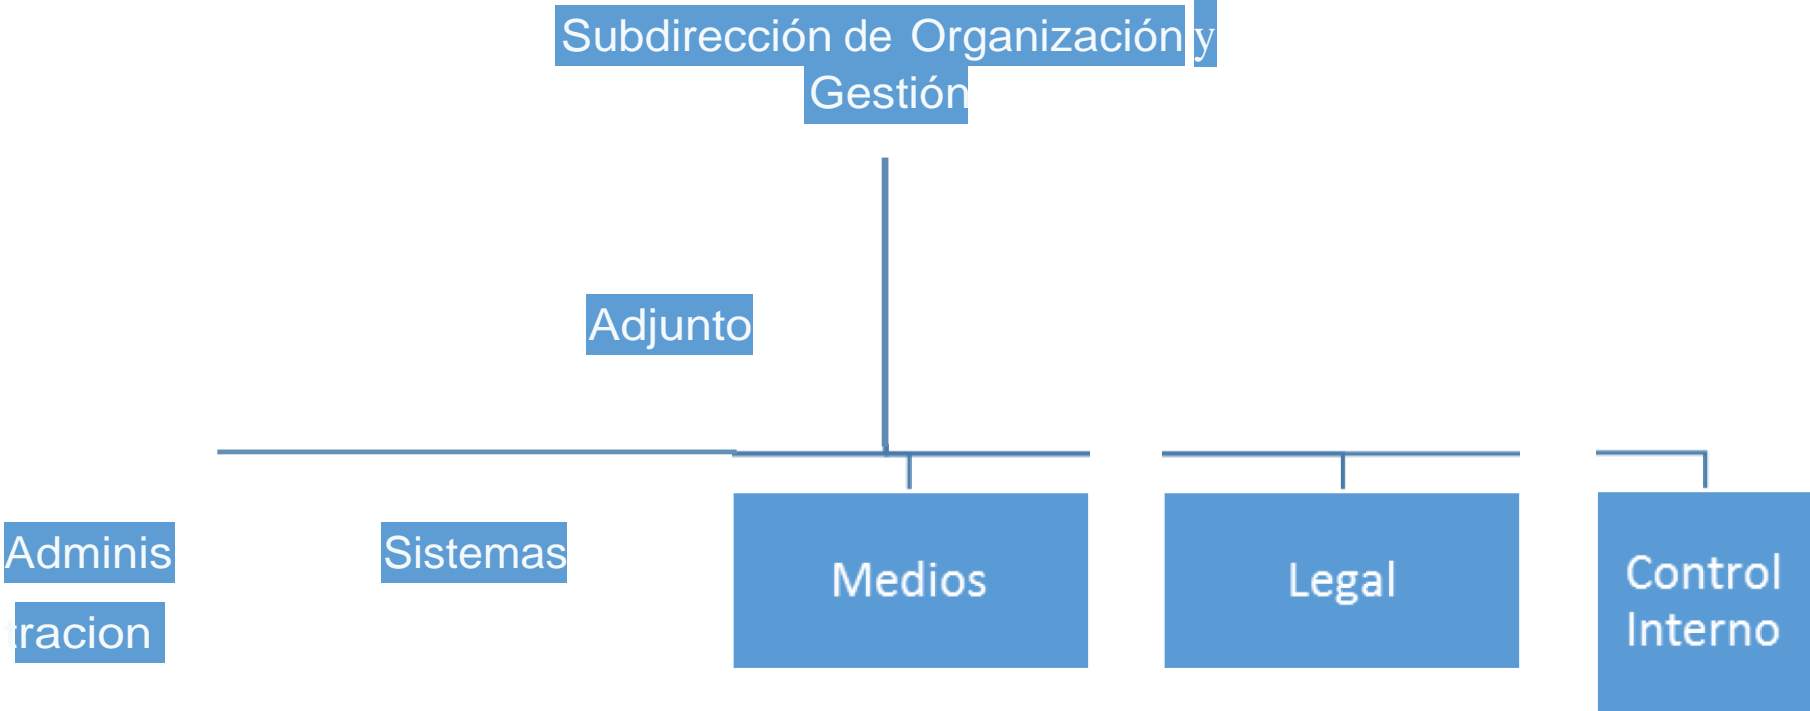 Subdirección de Organización y
Gestión
Adjunto
Adminis
tracion
Sistemas
Medios
Legal
Control
Interno